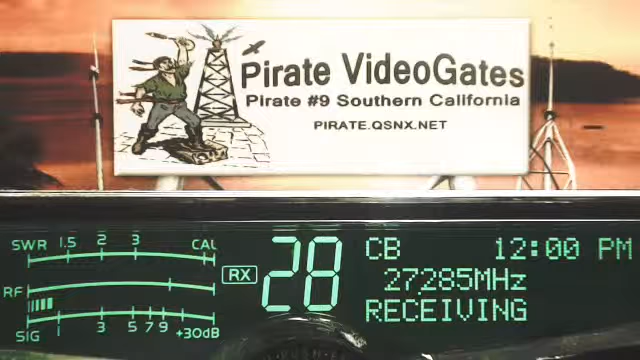 Pirate VideoGates
Pirate #9 Southern California
PIRATE.QSNX.NET
SWR 1.5 2 3 CAL
RX 28 CB 12:00 PM
27285MHz
RF
RECEIVING
SIG 1 3 5 7 9 +30dB